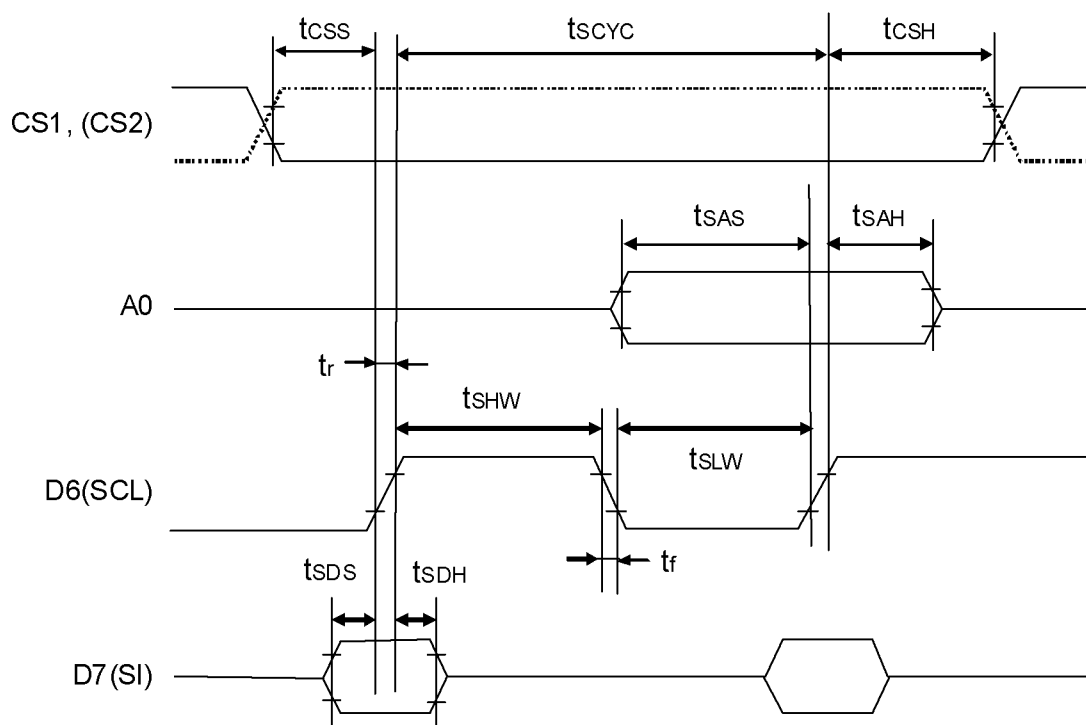 tCSS tSCYC tCSH
CS1, (CS2)
tSAS tSAH
A0
tr
tSHW
tSLW
D6(SCL)
tf
tSDS tSDH
D7(SI)